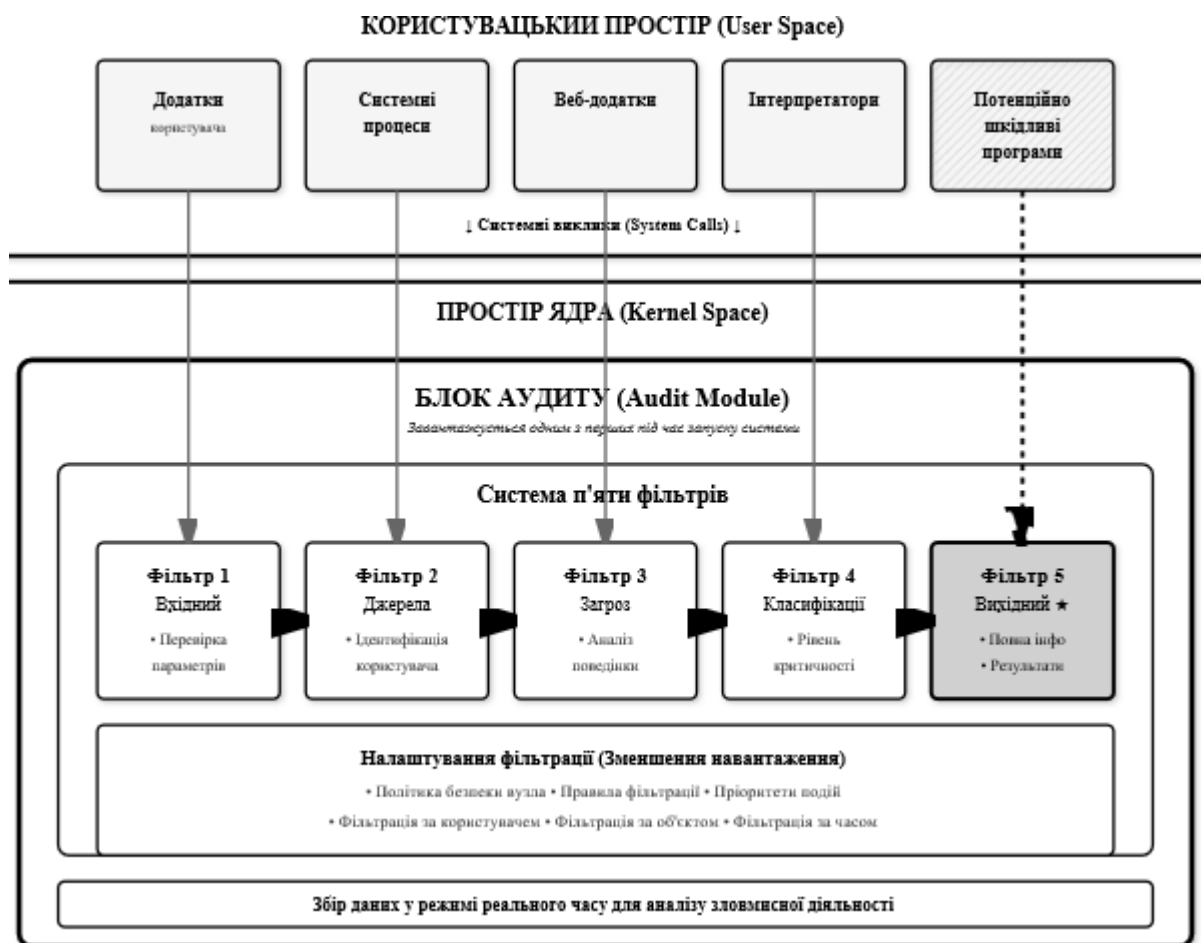 КОРИСТУВАЦЬКИЙ ПРОСТІР (User Space)
Додатки
користувача
Системні
процеси
Веб-додатки
Інтерпретатори
Потенційно
шкідливі
програми
↓ Системні виклики (System Calls) ↓
ПРОСТІР ЯДРА (Kernel Space)
БЛОК АУДИТУ (Audit Module)
Завантажується одним з перших під час запуску системи
Система п'яти фільтрів
Фільтр 1
Вхідний
• Перевірка
параметрів
Фільтр 2
Джерела
• Ідентифікація
користувача
Фільтр 3
Загроз
• Аналіз
поведінки
Фільтр 4
Класифікації
• Рівень
критичності
Фільтр 5
Вихідний ★
• Повна інфо
• Результати
Налаштування фільтрації (Зменшення навантаження)
• Політика безпеки вузла • Правила фільтрації • Пріоритети подій
• Фільтрація за користувачем • Фільтрація за об'єктом • Фільтрація за часом
Збір даних у режимі реального часу для аналізу зловмисної діяльності